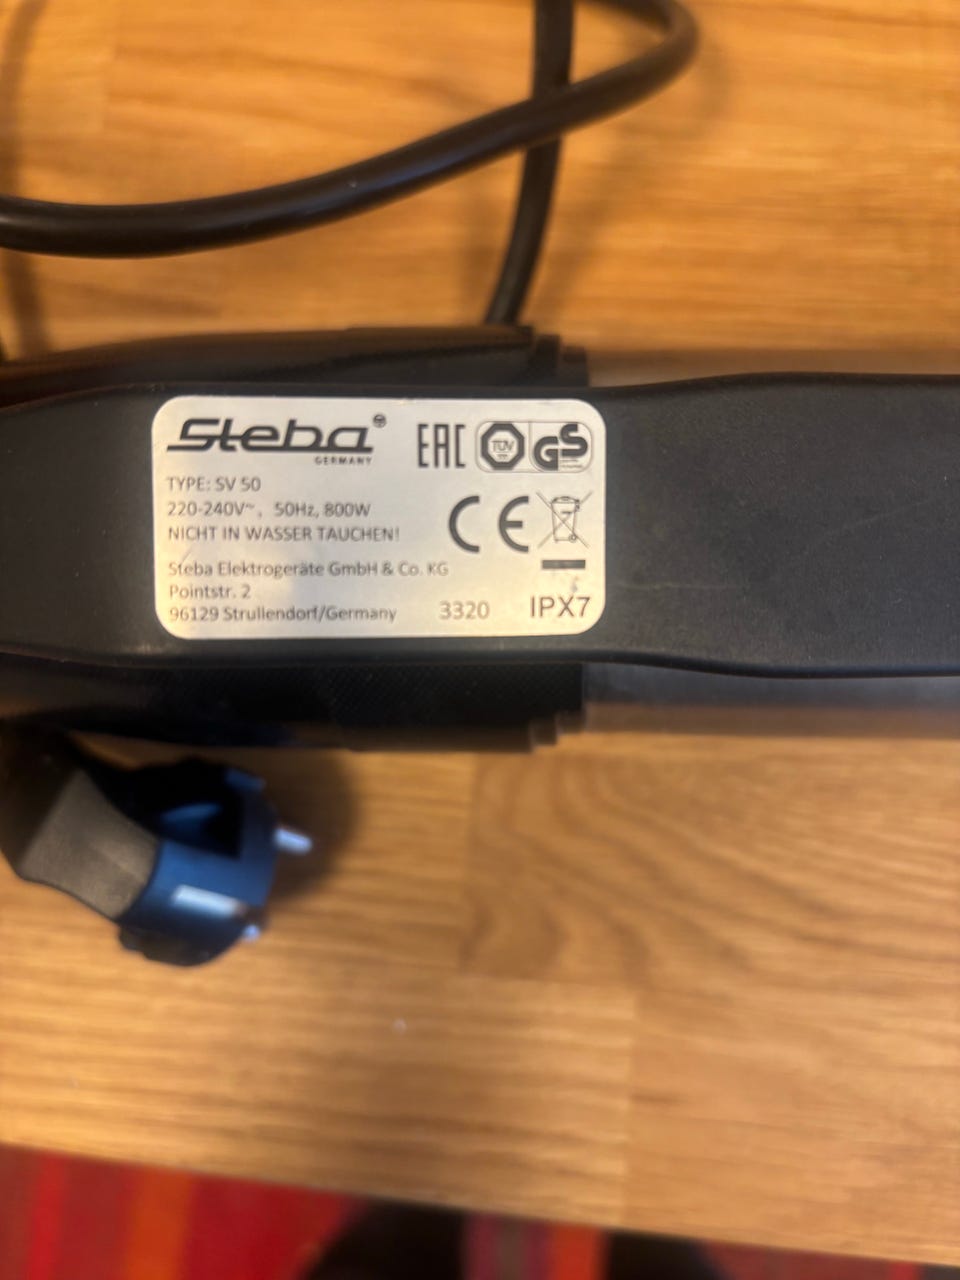 Steba®
GERMANY
EAC
TÜV
GS
TYPE: SV 50
220-240V~, 50Hz, 800W
NICHT IN WASSER TAUCHEN!
CE
Steba Elektrogeräte GmbH & Co. KG
Pointstr. 2
96129 Strullendorf/Germany
3320
IPX7